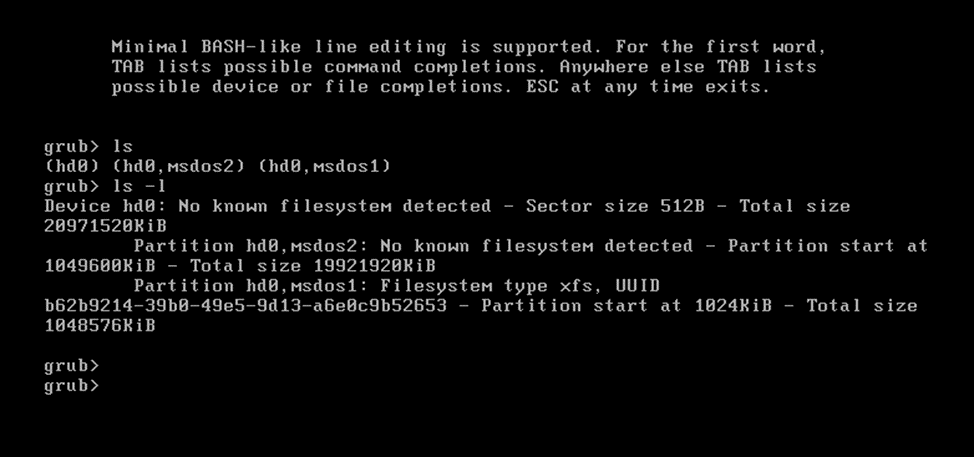 Minimal BASH-like line editing is supported. For the first word,
TAB lists possible command completions. Anywhere else TAB lists
possible device or file completions. ESC at any time exits.
grub> ls
(hd0) (hd0,msdos2) (hd0,msdos1)
grub> ls -l
Device hd0: No known filesystem detected - Sector size 512B - Total size
20971520KiB
Partition hd0,msdos2: No known filesystem detected - Partition start at
1049600KiB - Total size 19921920KiB
Partition hd0,msdos1: Filesystem type xfs, UUID
b62b9214-39b0-49e5-9d13-a6e0c9b52653 - Partition start at 1024KiB - Total size
1048576KiB
grub>
grub>